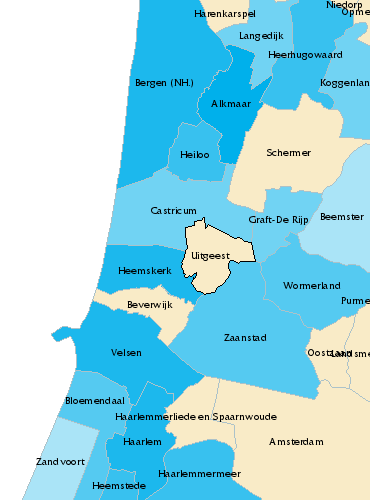 Niedorp
Harenkarspel
Opme
Langedijk
Heerhugowaard
Bergen (NH.)
Koggenlan
Alkmaar
Schermer
Heiloo
Castricum
Beemster
Graft-De Rijp
Uitgeest
Heemskerk
Wormerland
Purme
Beverwijk
Zaanstad
Velsen
Oostzaan
Landsme
Bloemendaal
Haarlemmerliede en Spaarnwoude
Haarlem
Amsterdam
Zandvoort
Haarlemmermeer
Heemstede